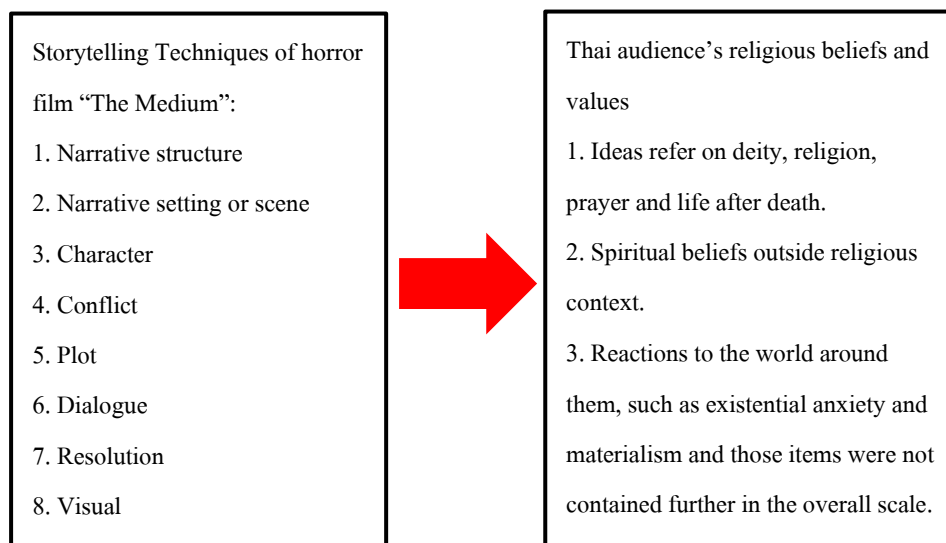 Storytelling Techniques of horror
film “The Medium”:
1. Narrative structure
2. Narrative setting or scene
3. Character
4. Conflict
5. Plot
6. Dialogue
7. Resolution
8. Visual
Thai audience’s religious beliefs and
values
1. Ideas refer on deity, religion,
prayer and life after death.
2. Spiritual beliefs outside religious
context.
3. Reactions to the world around
them, such as existential anxiety and
materialism and those items were not
contained further in the overall scale.